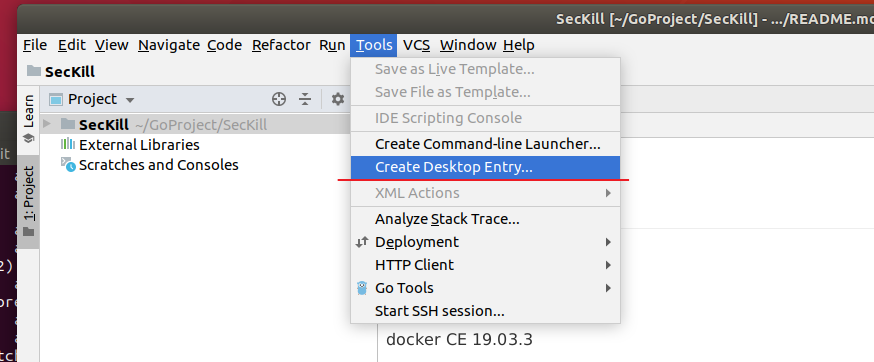 SecKill [~/GoProject/SecKill] - .../README.m
File Edit View Navigate Code Refactor Run Tools VCS Window Help
SecKill
Learn
1: Project
Project
SecKill ~/GoProject/SecKill
External Libraries
Scratches and Consoles
Save as Live Template...
Save File as Template...
IDE Scripting Console
Create Command-line Launcher...
Create Desktop Entry...
XML Actions
Analyze Stack Trace...
Deployment
HTTP Client
Go Tools
Start SSH session...
docker CE 19.03.3